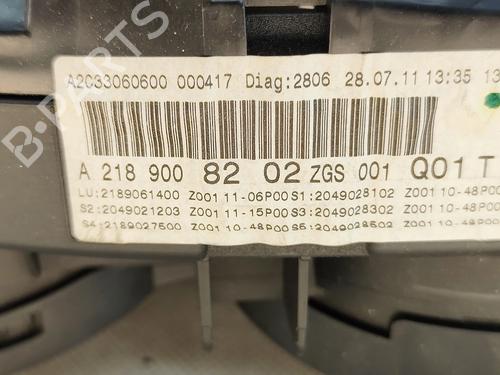 A2C33060600 000417 Diag:2806 28.07.11 13:35 13
A 218 900 82 02 ZGS 001 Q01 T
LU:2189061400 Z001 11-06P00 S1:2049028102 Z001 10-48P00
S2:2049021203 Z001 11-15P00 S3:2049028302 Z001 10-48P00
S4:2189027500 Z001 10-48P00 S5:2049028502 Z001 10-48P00
B-PARTS